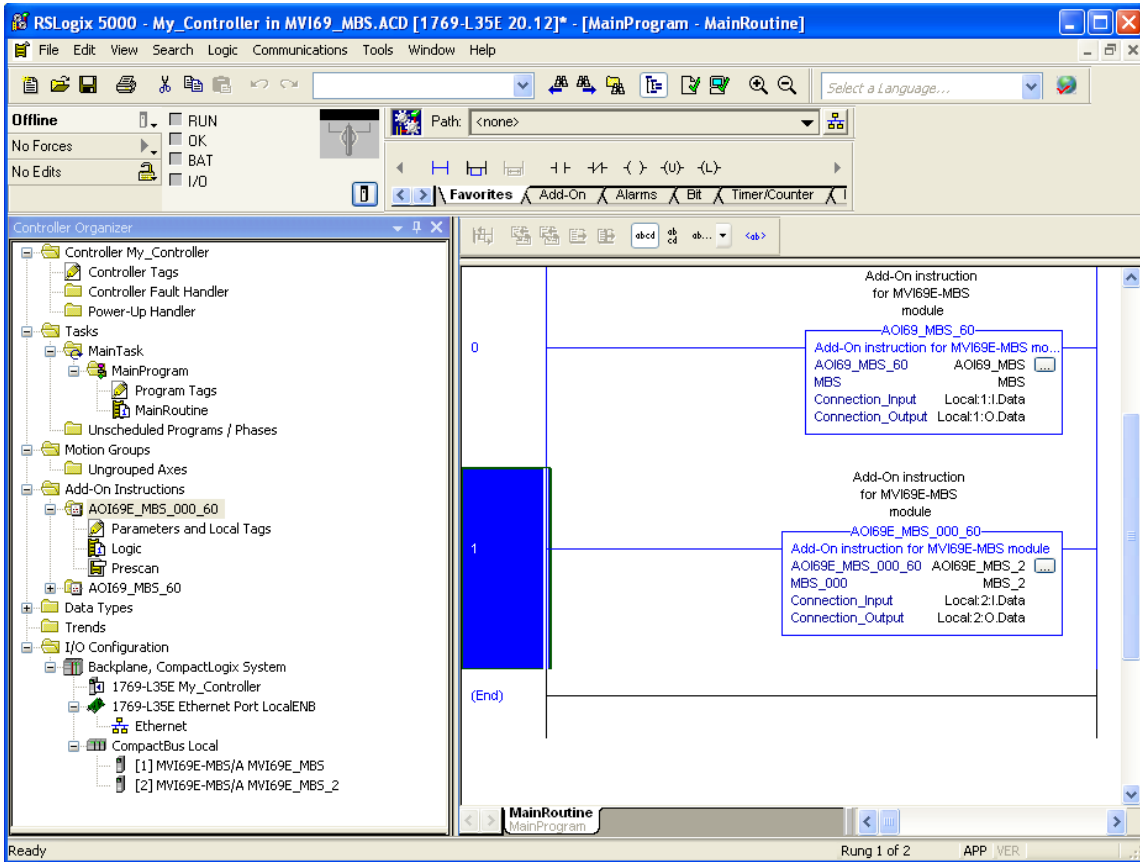 RSLogix 5000 - My_Controller in MVI69_MBS.ACD [1769-L35E 20.12]* - [MainProgram - MainRoutine]
File Edit View Search Logic Communications Tools Window Help
Select a Language...
Offline
RUN
No Forces
OK
No Edits
BAT
I/O
Path: <none>
Favorites Add-On Alarms Bit Timer/Counter
Controller Organizer
Controller My_Controller
Controller Tags
Controller Fault Handler
Power-Up Handler
Tasks
MainTask
MainProgram
Program Tags
MainRoutine
Unscheduled Programs / Phases
Motion Groups
Ungrouped Axes
Add-On Instructions
AOI69E_MBS_000_60
Parameters and Local Tags
Logic
Prescan
AOI69_MBS_60
Data Types
Trends
I/O Configuration
Backplane, CompactLogix System
1769-L35E My_Controller
1769-L35E Ethernet Port LocalENB
Ethernet
CompactBus Local
[1] MVI69E-MBS/A MVI69E_MBS
[2] MVI69E-MBS/A MVI69E_MBS_2
abcd ab cd ab... <ab>
Add-On instruction
for MVI69E-MBS
module
AOI69_MBS_60
0
Add-On instruction for MVI69E-MBS mo...
AOI69_MBS_60 AOI69_MBS ...
MBS MBS
Connection_Input Local:1:I.Data
Connection_Output Local:1:O.Data
Add-On instruction
for MVI69E-MBS
module
AOI69E_MBS_000_60
1
Add-On instruction for MVI69E-MBS module
AOI69E_MBS_000_60 AOI69E_MBS_2 ...
MBS_000 MBS_2
Connection_Input Local:2:I.Data
Connection_Output Local:2:O.Data
(End)
MainRoutine
MainProgram
Ready
Rung 1 of 2 APP VER